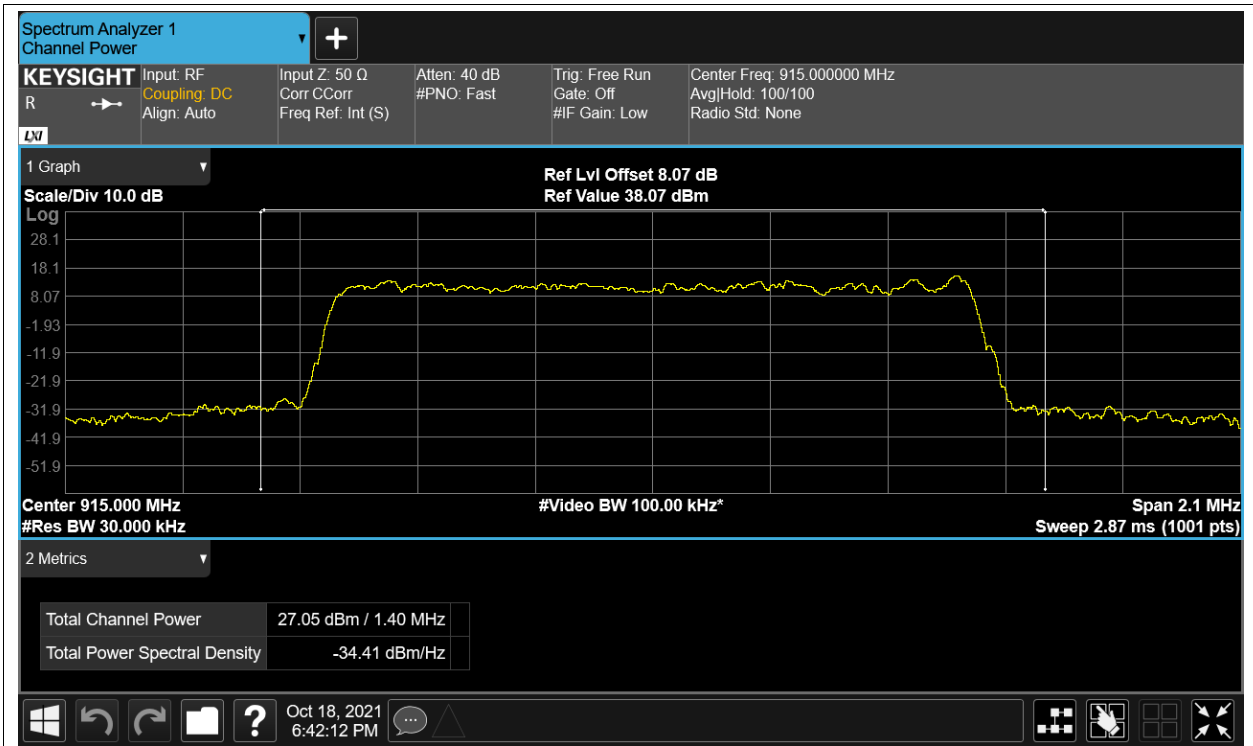 Spectrum Analyzer 1
Channel Power
KEYSIGHT
R
LXI
Input: RF
Coupling: DC
Align: Auto
Input Z: 50 Ω
Corr CCorr
Freq Ref: Int (S)
Atten: 40 dB
#PNO: Fast
Trig: Free Run
Gate: Off
#IF Gain: Low
Center Freq: 915.000000 MHz
Avg|Hold: 100/100
Radio Std: None
1 Graph
Scale/Div 10.0 dB
Ref Lvl Offset 8.07 dB
Ref Value 38.07 dBm
Log
28.1
18.1
8.07
-1.93
-11.9
-21.9
-31.9
-41.9
-51.9
Center 915.000 MHz
#Res BW 30.000 kHz
#Video BW 100.00 kHz*
Span 2.1 MHz
Sweep 2.87 ms (1001 pts)
2 Metrics
Total Channel Power 27.05 dBm / 1.40 MHz
Total Power Spectral Density -34.41 dBm/Hz
?
Oct 18, 2021
6:42:12 PM